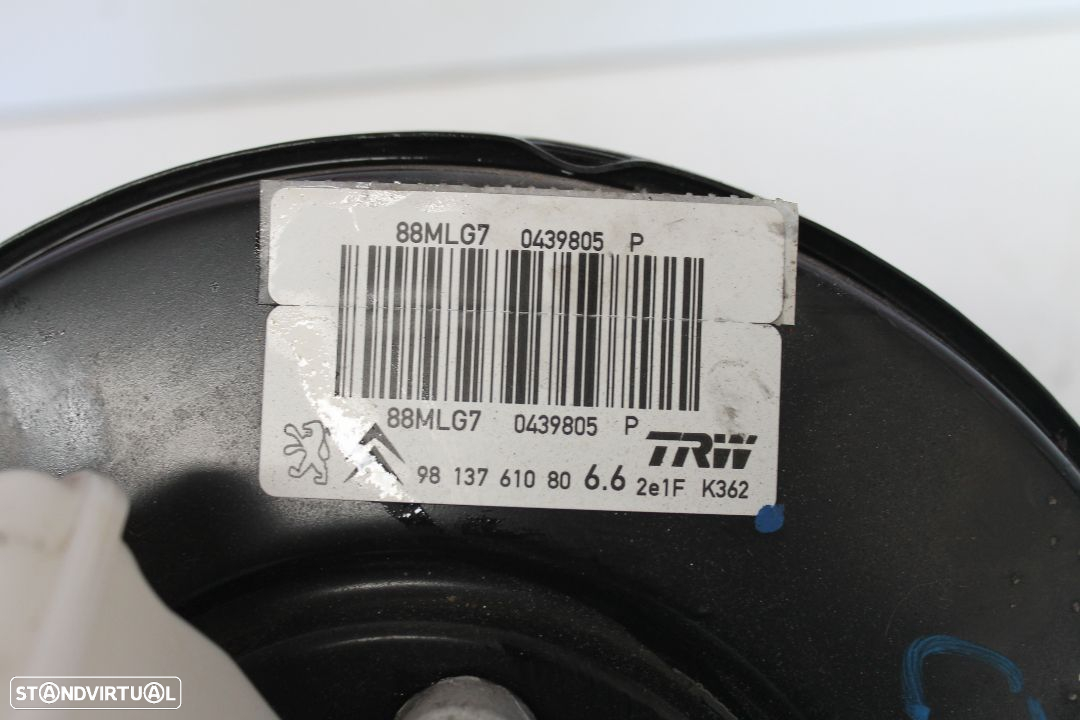 88MLG7 0439805 P
88MLG7 0439805 P
TRW
98 137 610 80 6.6 2e1F K362
STANDVIRTUAL